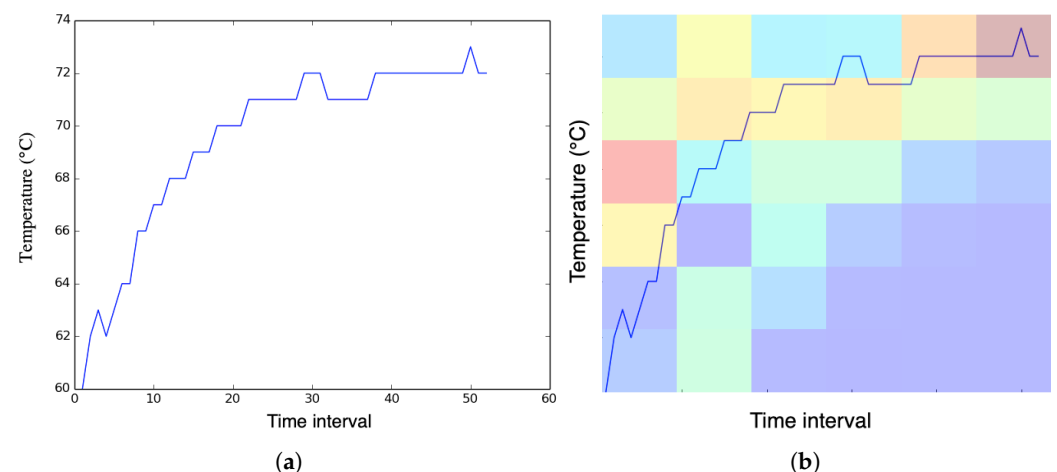 74
72
70
68
66
64
62
60
Temperature (°C)
0 10 20 30 40 50 60
Time interval
(a)
Temperature (°C)
Time interval
(b)